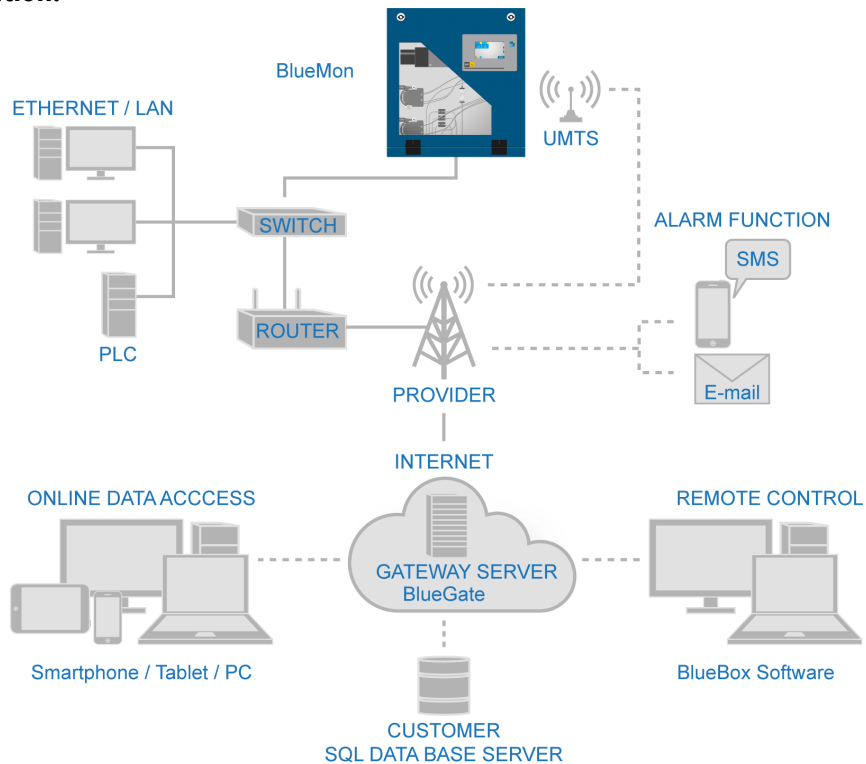 BlueMon
ETHERNET / LAN
UMTS
SWITCH
ALARM FUNCTION
SMS
ROUTER
PLC
E-mail
PROVIDER
INTERNET
ONLINE DATA ACCCESS
REMOTE CONTROL
GATEWAY SERVER
BlueGate
Smartphone / Tablet / PC
BlueBox Software
CUSTOMER
SQL DATA BASE SERVER